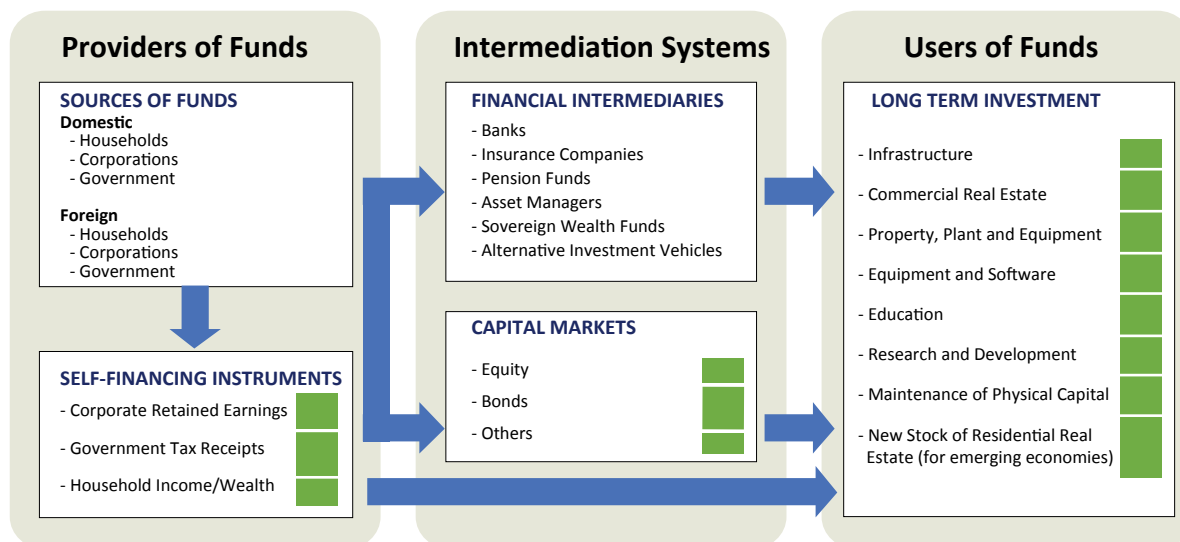 Providers of Funds
SOURCES OF FUNDS
Domestic
- Households
- Corporations
- Government
Foreign
- Households
- Corporations
- Government
SELF-FINANCING INSTRUMENTS
- Corporate Retained Earnings
- Government Tax Receipts
- Household Income/Wealth
Intermediation Systems
FINANCIAL INTERMEDIARIES
- Banks
- Insurance Companies
- Pension Funds
- Asset Managers
- Sovereign Wealth Funds
- Alternative Investment Vehicles
CAPITAL MARKETS
- Equity
- Bonds
- Others
Users of Funds
LONG TERM INVESTMENT
- Infrastructure
- Commercial Real Estate
- Property, Plant and Equipment
- Equipment and Software
- Education
- Research and Development
- Maintenance of Physical Capital
- New Stock of Residential Real
Estate (for emerging economies)